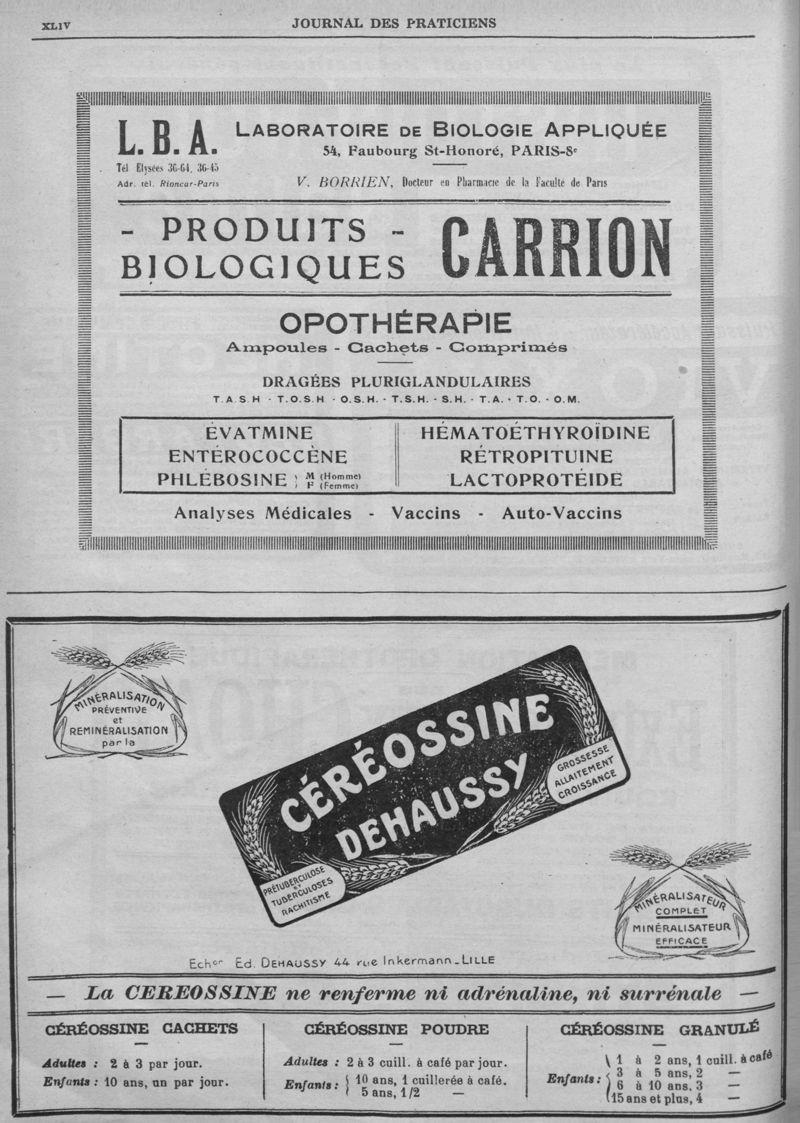 XLIV
JOURNAL DES PRATICIENS
L. B. A.
LABORATOIRE DE BIOLOGIE APPLIQUÉE
54, Faubourg St-Honoré, PARIS-8e
Tél Elysées 36-64, 36-45
Adr. tél. Rioncar-Paris
V. BORRIEN, Docteur en Pharmacie de la Faculté de Paris
- PRODUITS -
BIOLOGIQUES
CARRION
OPOTHÉRAPIE
Ampoules - Cachets - Comprimés
DRAGÉES PLURIGLANDULAIRES
T.A.S.H - T.O.S.H - O.S.H. - T.S.H. - S.H. - T.A. - T.O. - O.M.
ÉVATMINE
ENTÉROCOCCÈNE
PHLÉBOSINE } M (Homme)
F (Femme)
HÉMATOÉTHYROÏDINE
RÉTROPITUINE
LACTOPROTÉIDE
Analyses Médicales - Vaccins - Auto-Vaccins
MINÉRALISATION
PRÉVENTIVE
et
REMINÉRALISATION
par la
CÉRÉOSSINE
DEHAUSSY
GROSSESSE
ALLAITEMENT
CROISSANCE
PRÉTUBERCULOSE
ET
TUBERCULOSES
RACHITISME
MINÉRALISATEUR
COMPLET
MINÉRALISATEUR
EFFICACE
Echon Ed. DEHAUSSY 44 rue Inkermann_LILLE
— La CEREOSSINE ne renferme ni adrénaline, ni surrénale —
CÉRÉOSSINE CACHETS
Adultes : 2 à 3 par jour.
Enfants : 10 ans, un par jour.
CÉRÉOSSINE POUDRE
Adultes : 2 à 3 cuill. à café par jour.
Enfants : { 10 ans, 1 cuillerée à café.
5 ans, 1/2 —
CÉRÉOSSINE GRANULÉ
Enfants : { 1 à 2 ans, 1 cuill. à café
3 à 5 ans, 2 —
6 à 10 ans, 3 —
15 ans et plus, 4 —